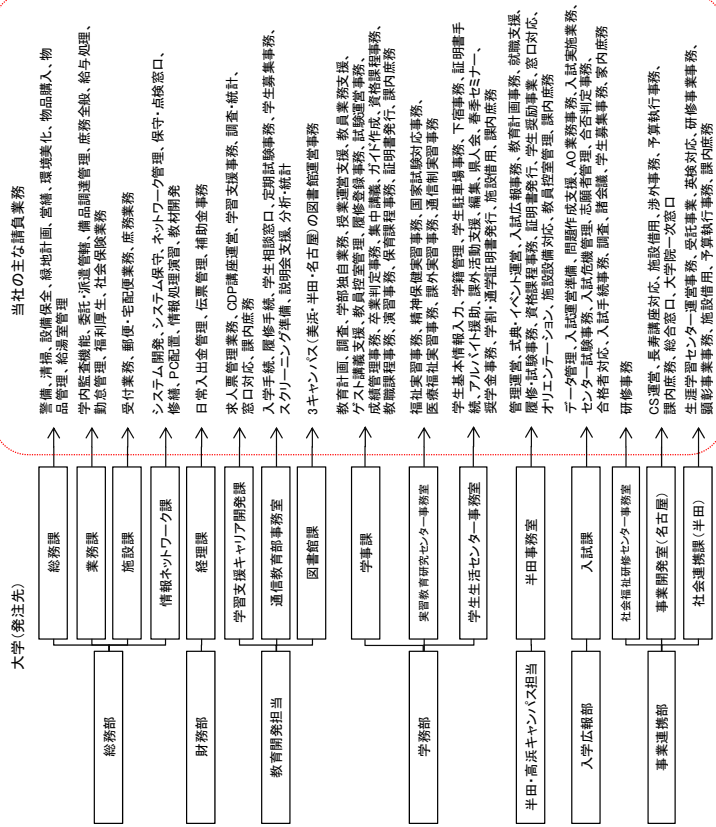 大学(発注先)
当社の主な請負業務
総務部
総務課
警備、清掃、設備保全、緑地計画、営繕、環境美化、物品購入、物
品管理、給湯室管理
業務課
学内監査機能、委託・派遣管轄、備品調達管理、庶務全般、給与処理、
勤怠管理、福利厚生、社会保険業務
施設課
受付業務、郵便・宅配便業務、庶務業務
情報ネットワーク課
システム開発、システム保守、ネットワーク管理、保守・点検窓口、
修繕、PC配置、情報処理演習、教材開発
財務部
経理課
日常入出金管理、伝票管理、補助金事務
教育開発担当
学習支援キャリア開発課
求人票管理業務、CDP講座運営、学習支援事務、調査・統計、
窓口対応、課内庶務
通信教育部事務室
入学手続、履修手続、学生相談窓口、定期試験事務、学生募集事務、
スクリーニング準備、説明会支援、分析・統計
図書館課
3キャンパス(美浜・半田・名古屋)の図書館運営事務
学務部
学事課
教育計画、調査、学部独自業務、授業運営支援、教員業務支援、
ゲスト講義支援、教員控室管理、履修登録事務、試験運営事務、
成績管理事務、卒業判定事務、集中講義、ガイド作成、資格課程事務、
教職課程事務、演習事務、保育課程事務、証明書発行、課内庶務
実習教育研究センター事務室
福祉実習事務、精神保健実習事務、国家試験対応事務、
医療福祉実習事務、課外実習事務、通信制実習事務
学生生活センター事務室
学生基本情報入力、学籍管理、学生駐車場事務、下宿事務、証明書手
続、アルバイト援助、課外活動支援、編集、県人会、春季セミナー、
奨学金事務、学割・通学証明書発行、施設借用、課内庶務
半田・高浜キャンパス担当
半田事務室
管理運営、式典・イベント運営、入試広報事務、教育計画事務、就職支援、
履修・試験事務、資格課程事務、証明書発行、学生奨励事業、窓口対応、
オリエンテーション、施設設備対応、教員控室管理、課内庶務
入学広報部
入試課
データ管理、入試運営準備、問題作成支援、AO業務事務、入試実施業務、
センター試験事務、入試危機管理、志願者管理、合否判定事務、
合格者対応、入試手続事務、調査、諸会議、学生募集事務、家内庶務
事業連携部
社会福祉研修センター事務室
研修事務
事業開発室(名古屋)
CS運営、長寿講座対応、施設借用、渉外事務、予算執行事務、
課内庶務、総合窓口、大学院一次窓口
社会連携課(半田)
生涯学習センター運営事務、受託事業、英検対応、研修事業事務、
顕彰事業事務、施設借用、予算執行事務、課内庶務